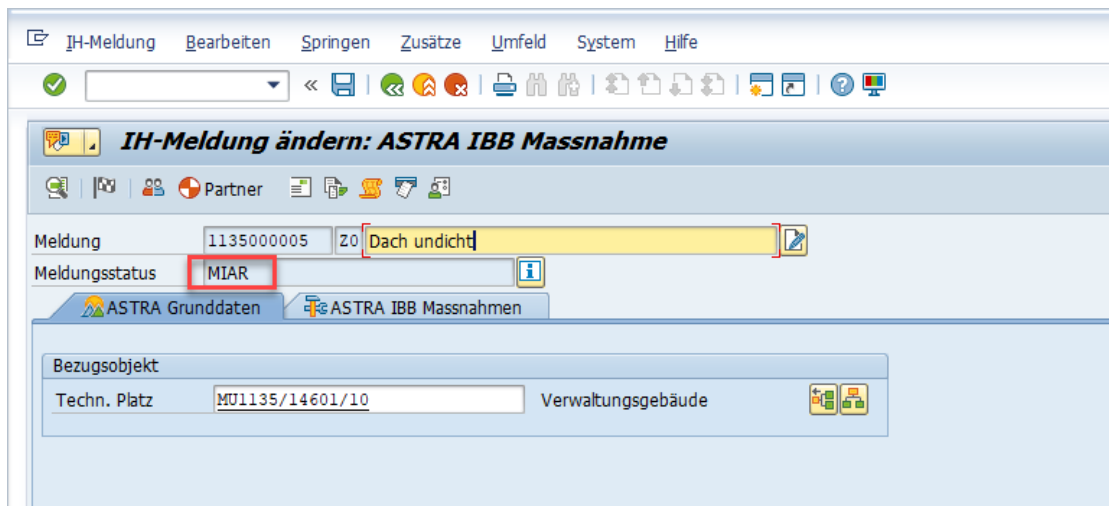 IH-Meldung Bearbeiten Springen Zusätze Umfeld System Hilfe
IH-Meldung ändern: ASTRA IBB Massnahme
Partner
Meldung 1135000005 Z0 Dach undicht
Meldungsstatus MIAR
ASTRA Grunddaten ASTRA IBB Massnahmen
Bezugsobjekt
Techn. Platz MU1135/14601/10 Verwaltungsgebäude